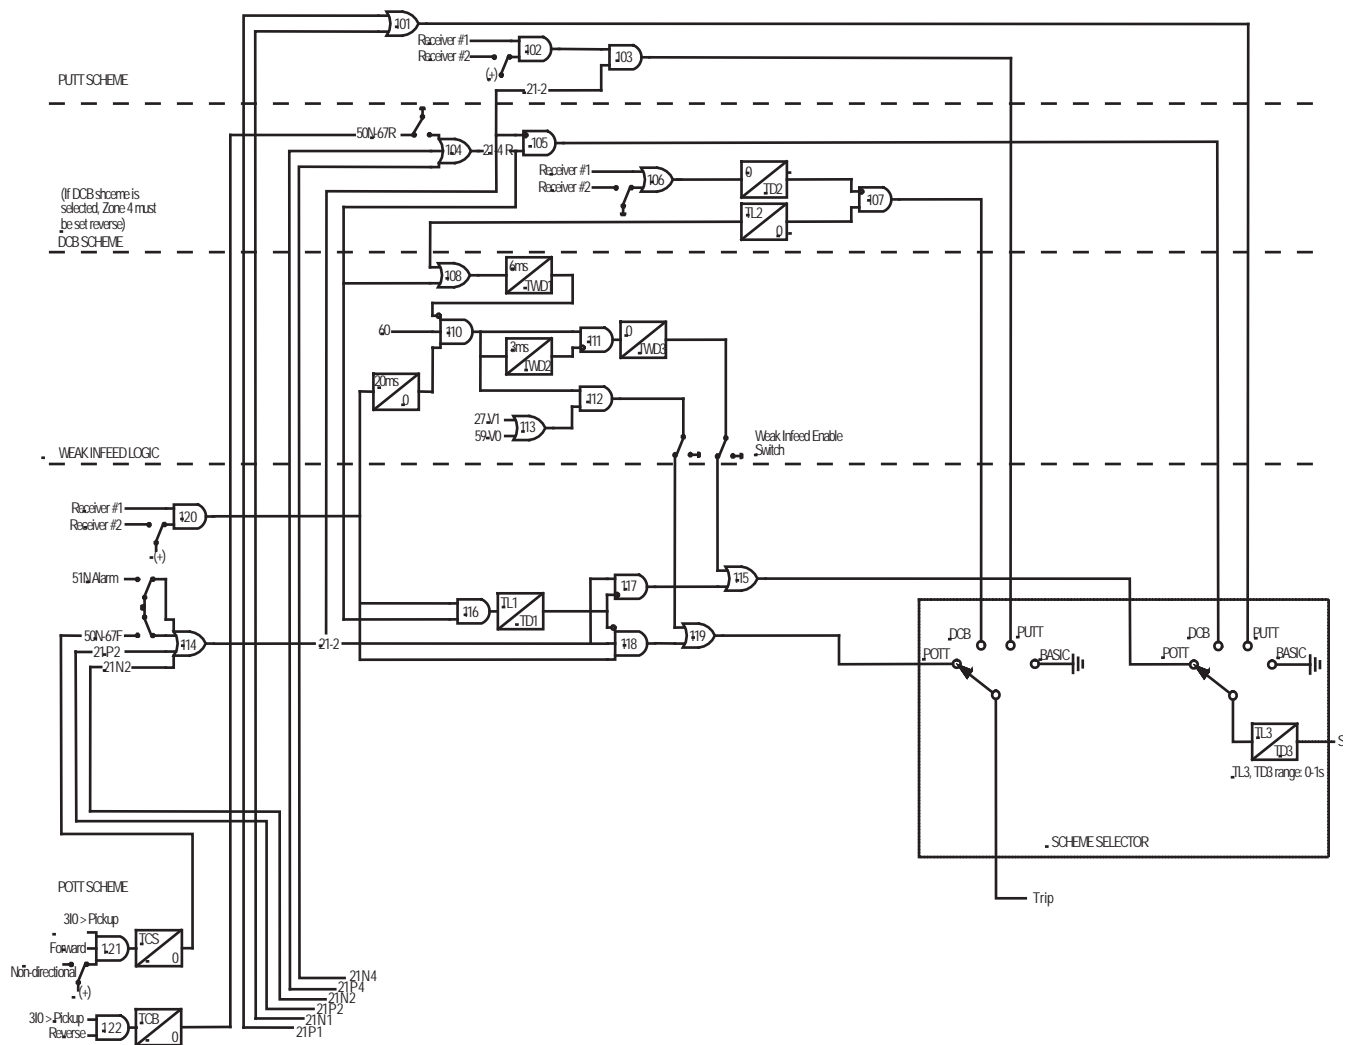 101
Receiver #1
Receiver #2
(+)
102
103
21-2
PUTT SCHEME
50N-67R
104
21-4 R
105
Receiver #1
Receiver #2
106
0
TD2
107
TL2
0
(If DCB shceme is
selected, Zone 4 must
be set reverse)
DCB SCHEME
108
6ms
TWD1
60
110
111
0
TWD3
3ms
TWD2
20ms
0
112
27-V1
59-V0
113
Weak Infeed Enable
Switch
WEAK INFEED LOGIC
Receiver #1
Receiver #2
120
(+)
51N Alarm
50N-67F
21P2
21N2
114
21-2
116
TL1
TD1
117
118
115
119
DCB
PUTT
POTT
BASIC
DCB
PUTT
POTT
BASIC
TL3
TD3
S
TL3, TD3 range: 0-1s
SCHEME SELECTOR
Trip
POTT SCHEME
3I0 > Pickup
Forward
Non-directional
(+)
121
TCS
0
3I0 > Pickup
Reverse
122
TCB
0
21N4
21P4
21N2
21P2
21N1
21P1